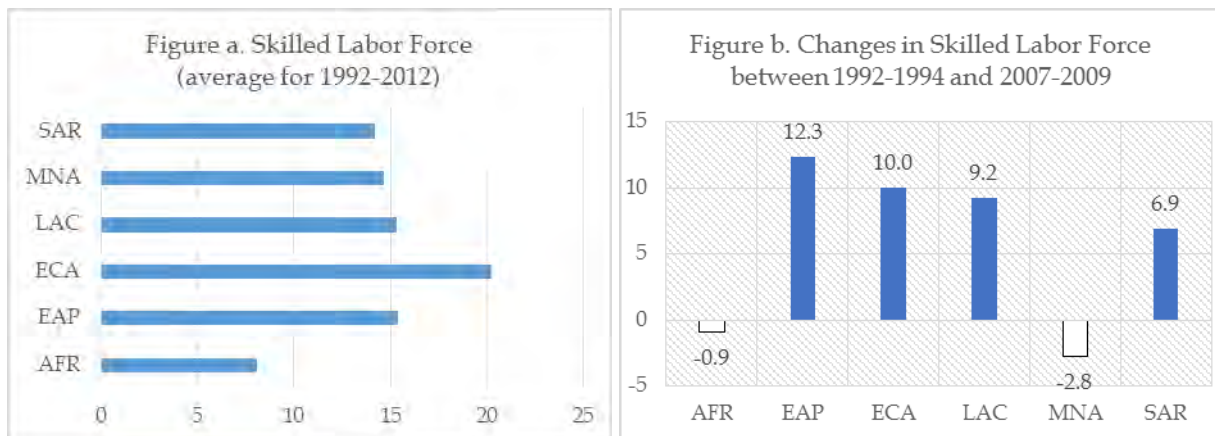 Figure a. Skilled Labor Force
(average for 1992-2012)
SAR
MNA
LAC
ECA
EAP
AFR
0 5 10 15 20 25
Figure b. Changes in Skilled Labor Force
between 1992-1994 and 2007-2009
15
12.3
10.0
9.2
10
6.9
5
0
-0.9
-2.8
-5
AFR EAP ECA LAC MNA SAR